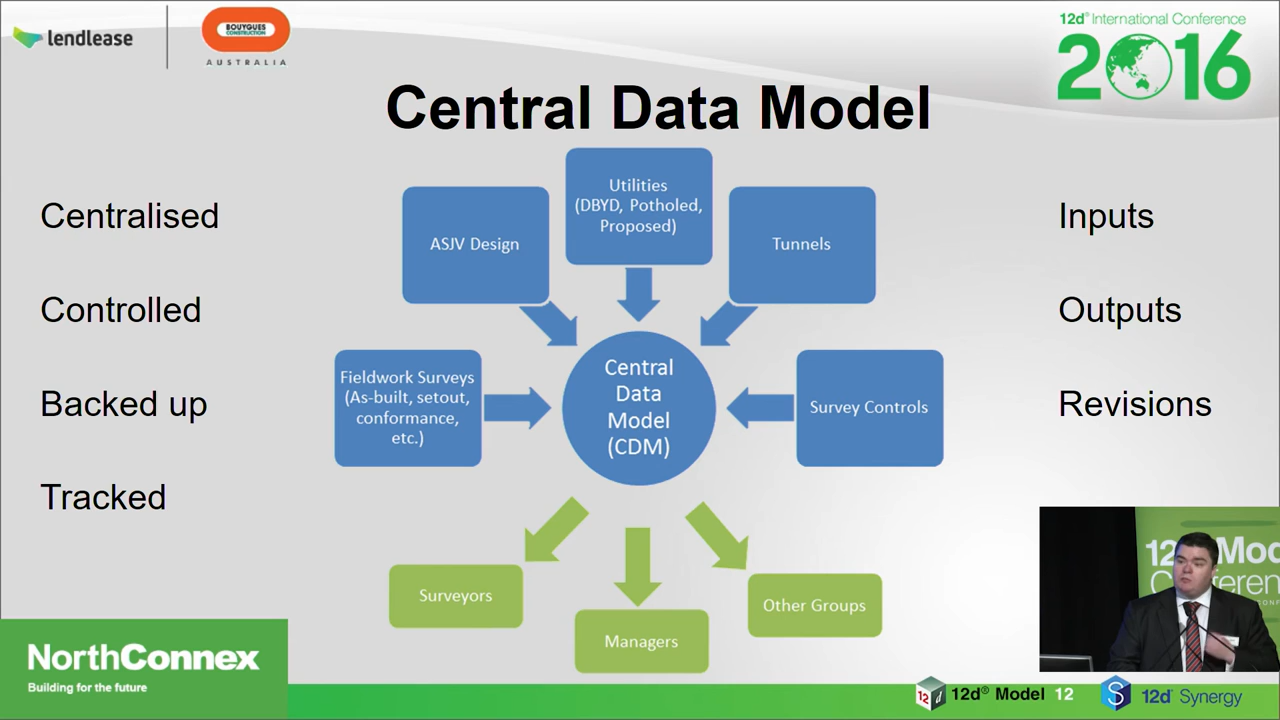 lendlease
BOUYGUES
CONSTRUCTION
AUSTRALIA
12d® International Conference
2016
Central Data Model
Centralised
Controlled
Backed up
Tracked
Utilities
(DBYD, Potholed,
Proposed)
ASJV Design
Tunnels
Fieldwork Surveys
(As-built, setout,
conformance,
etc.)
Central
Data
Model
(CDM)
Survey Controls
Surveyors
Managers
Other Groups
Inputs
Outputs
Revisions
NorthConnex
Building for the future
12d® Model 12
12d® Synergy